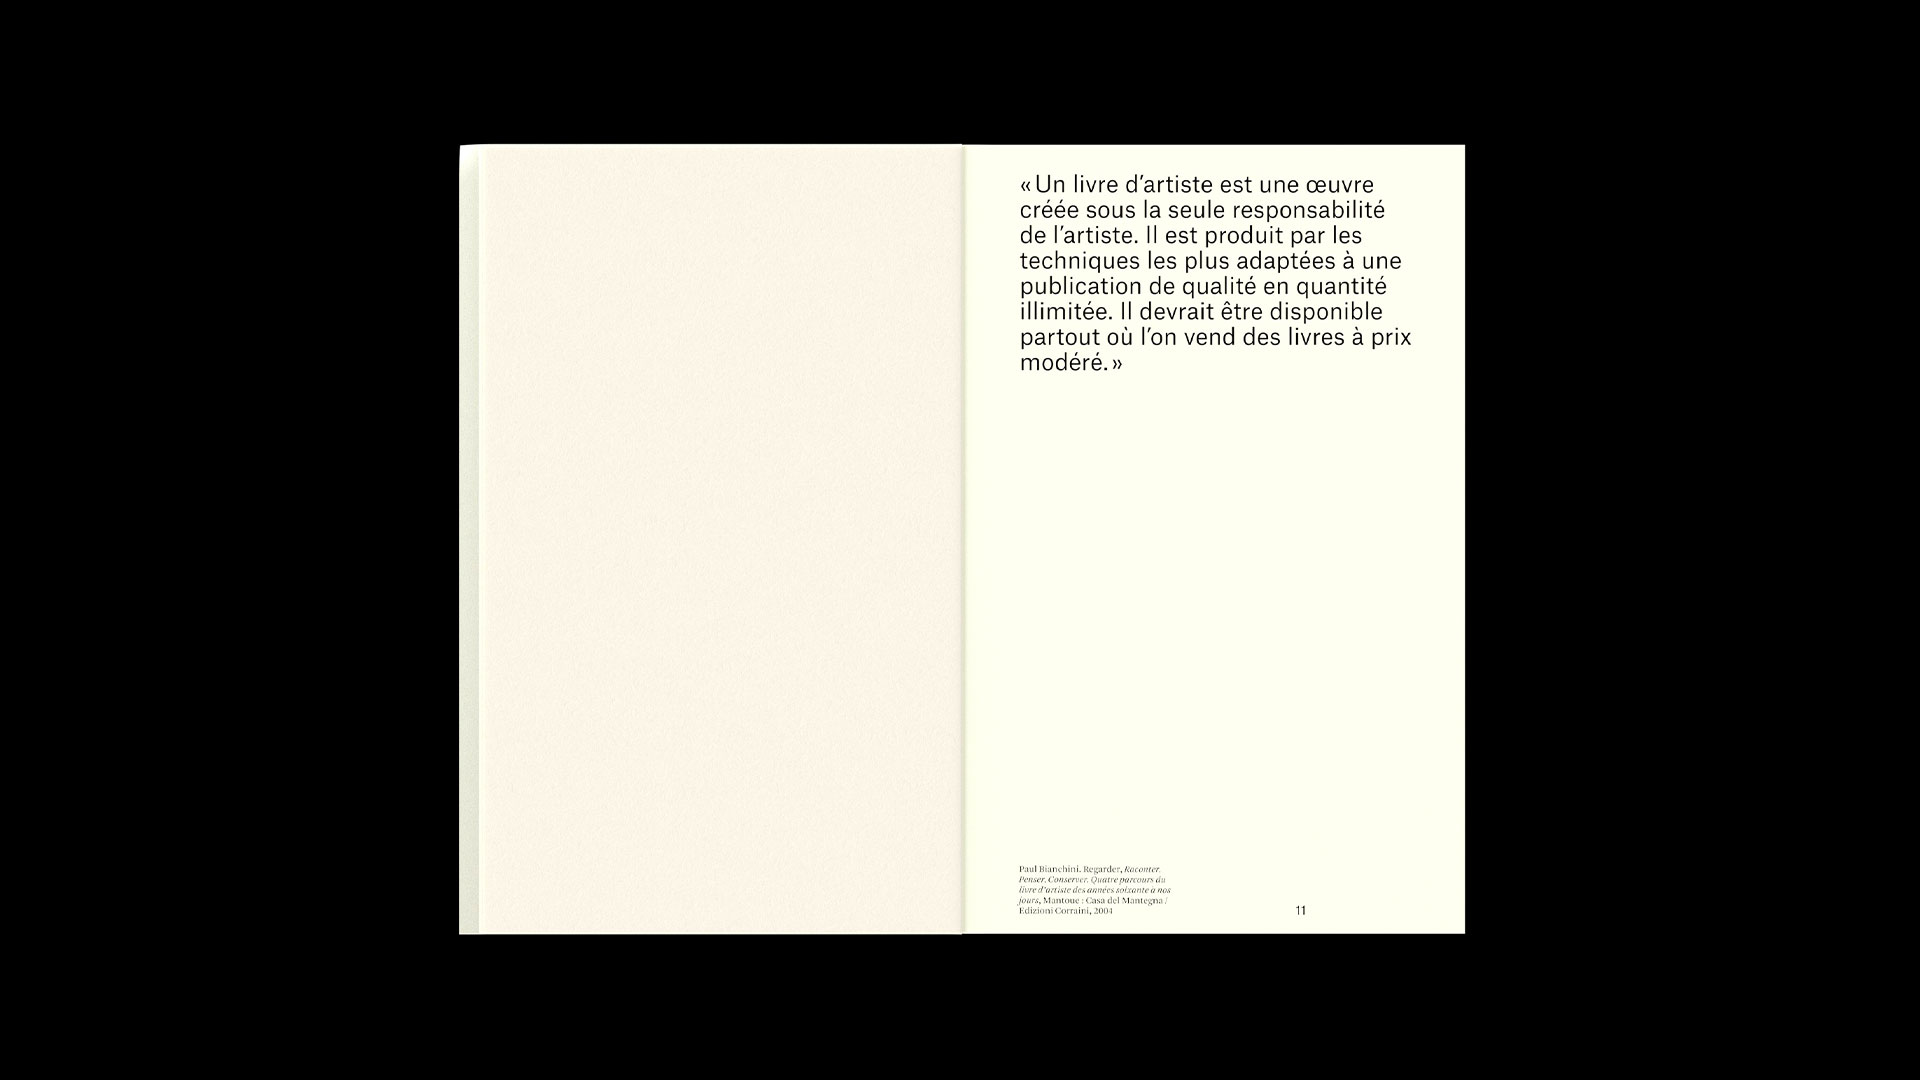 « Un livre d’artiste est une œuvre
créée sous la seule responsabilité
de l’artiste. Il est produit par les
techniques les plus adaptées à une
publication de qualité en quantité
illimitée. Il devrait être disponible
partout où l’on vend des livres à prix
modéré. »
Paul Bianchini. Regarder, Raconter.
Penser. Conserver. Quatre parcours du
livre d’artiste des années soixante à nos
jours, Mantoue : Casa del Mantegna /
Edizioni Corraini, 2004
11